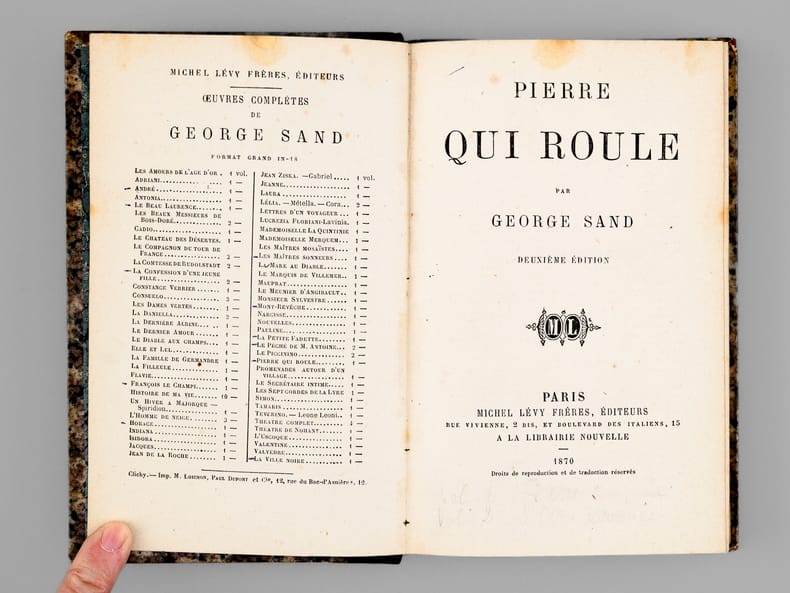 MICHEL LÉVY FRÈRES, ÉDITEURS
ŒUVRES COMPLÈTES
DE
GEORGE SAND
FORMAT GRAND IN-18
LES AMOURS DE L'AGE D'OR. 1 vol.
ADRIANI 1 —
ANDRÉ 1 —
ANTONIA 1 —
LE BEAU LAURENCE 1 —
LES BEAUX MESSIEURS DE
BOIS-DORÉ 2 —
CADIO 1 —
LE CHATEAU DES DÉSERTES. 1 —
LE COMPAGNON DU TOUR DE
FRANCE 2 —
LA COMTESSE DE RUDOLSTADT 2 —
LA CONFESSION D'UNE JEUNE
FILLE 2 —
CONSTANCE VERRIER 1 —
CONSUELO 3 —
LES DAMES VERTES 1 —
LA DANIELLA 2 —
LA DERNIÈRE ALDINI 1 —
LE DERNIER AMOUR 1 —
LE DIABLE AUX CHAMPS 1 —
ELLE ET LUI 1 —
LA FAMILLE DE GERMANDRE 1 —
LA FILLEULE 1 —
FLAVIE 1 —
FRANÇOIS LE CHAMPI 1 —
HISTOIRE DE MA VIE 10 —
UN HIVER A MAJORQUE —
Spiridion 1 —
L'HOMME DE NEIGE 3 —
HORACE 1 —
INDIANA 1 —
ISIDORA 1 —
JACQUES 1 —
JEAN DE LA ROCHE 1 —
JEAN ZISKA. —Gabriel 1 vol.
JEANNE 1 —
LAURA 1 —
LÉLIA. —Métella. —Cora 2 —
LETTRES D'UN VOYAGEUR 1 —
LUCREZIA FLORIANI-Lavinia. 1 —
MADEMOISELLE LA QUINTINIE 1 —
MADEMOISELLE MERQUEM 1 —
LES MAÎTRES MOSAÏSTES 1 —
LES MAÎTRES SONNEURS 1 —
LA MARE AU DIABLE 1 —
LE MARQUIS DE VILLEMER 1 —
MAUPRAT 1 —
LE MEUNIER D'ANGIBAULT 1 —
MONSIEUR SYLVESTRE 1 —
MONT-REVÊCHE 1 —
NARCISSE 1 —
NOUVELLES 1 —
PAULINE 1 —
LA PETITE FADETTE 1 —
LE PÉCHÉ DE M. ANTOINE 2 —
LE PICCININO 2 —
PIERRE QUI ROULE 1 —
PROMENADES AUTOUR D'UN
VILLAGE 1 —
LE SECRÉTAIRE INTIME 1 —
LES SEPT CORDES DE LA LYRE 1 —
SIMON 1 —
TAMARIS 1 —
TEVERINO. — Leone Leoni. 1 —
THÉATRE COMPLET 4 —
THÉATRE DE NOHANT 1 —
L'USCOQUE 1 —
VALENTINE 1 —
VALVÈDRE 1 —
LA VILLE NOIRE 1 —
Clichy. — Imp. M. LOIGNON, PAUL DUPONT et Cie, 12, rue du Bac-d'Asnières, 12.
PIERRE
QUI ROULE
PAR
GEORGE SAND
DEUXIÈME ÉDITION
ML
PARIS
MICHEL LÉVY FRÈRES, ÉDITEURS
RUE VIVIENNE, 2 BIS, ET BOULEVARD DES ITALIENS, 15
A LA LIBRAIRIE NOUVELLE
1870
Droits de reproduction et de traduction réservés